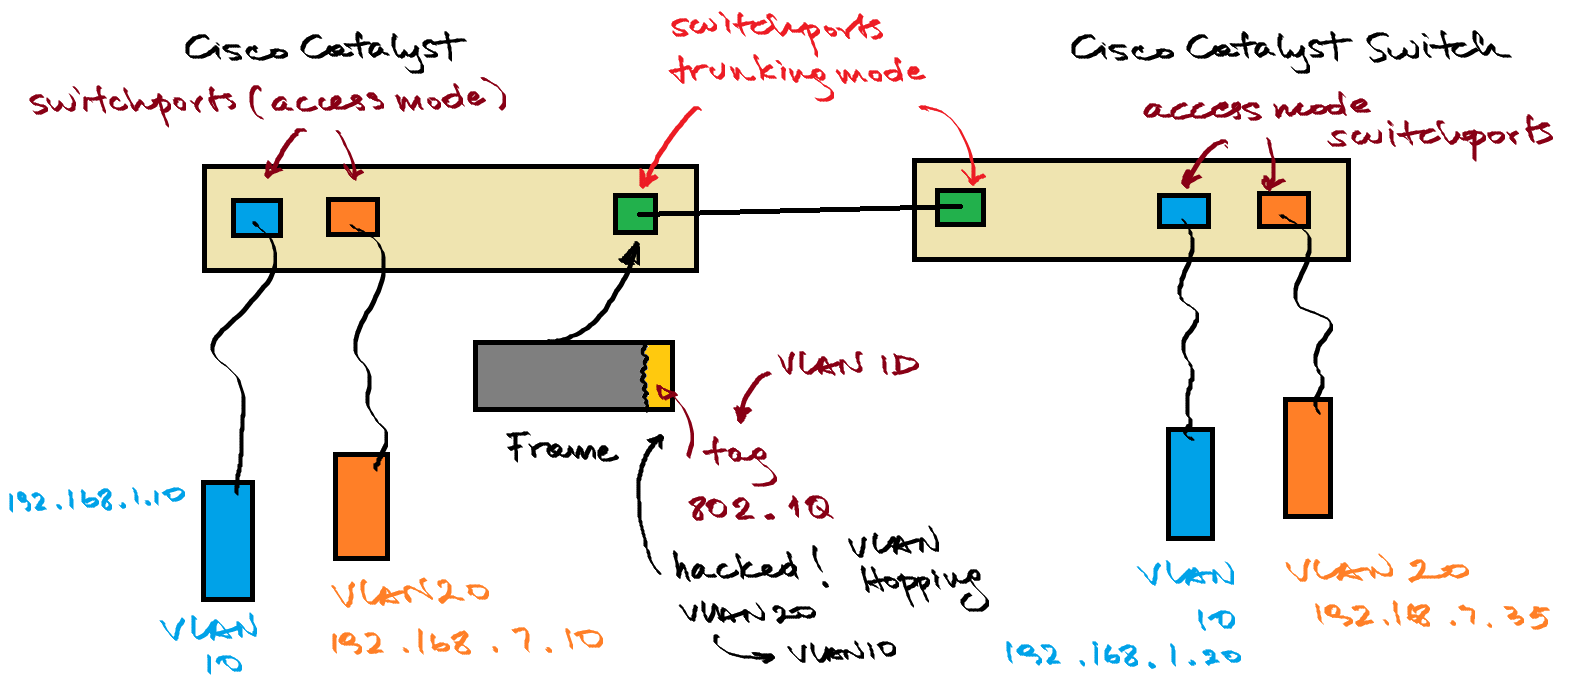 Cisco Catalyst
switchports (access mode)
switchports
trunking mode
Cisco Catalyst Switch
access mode
switchports
VLAN ID
Frame
tag
802.1Q
hacked! VLAN
Hopping
VLAN20
VLAN10
192.168.1.10
VLAN
10
VLAN20
192.168.7.10
VLAN
10
192.168.1.20
VLAN 20
192.168.7.35